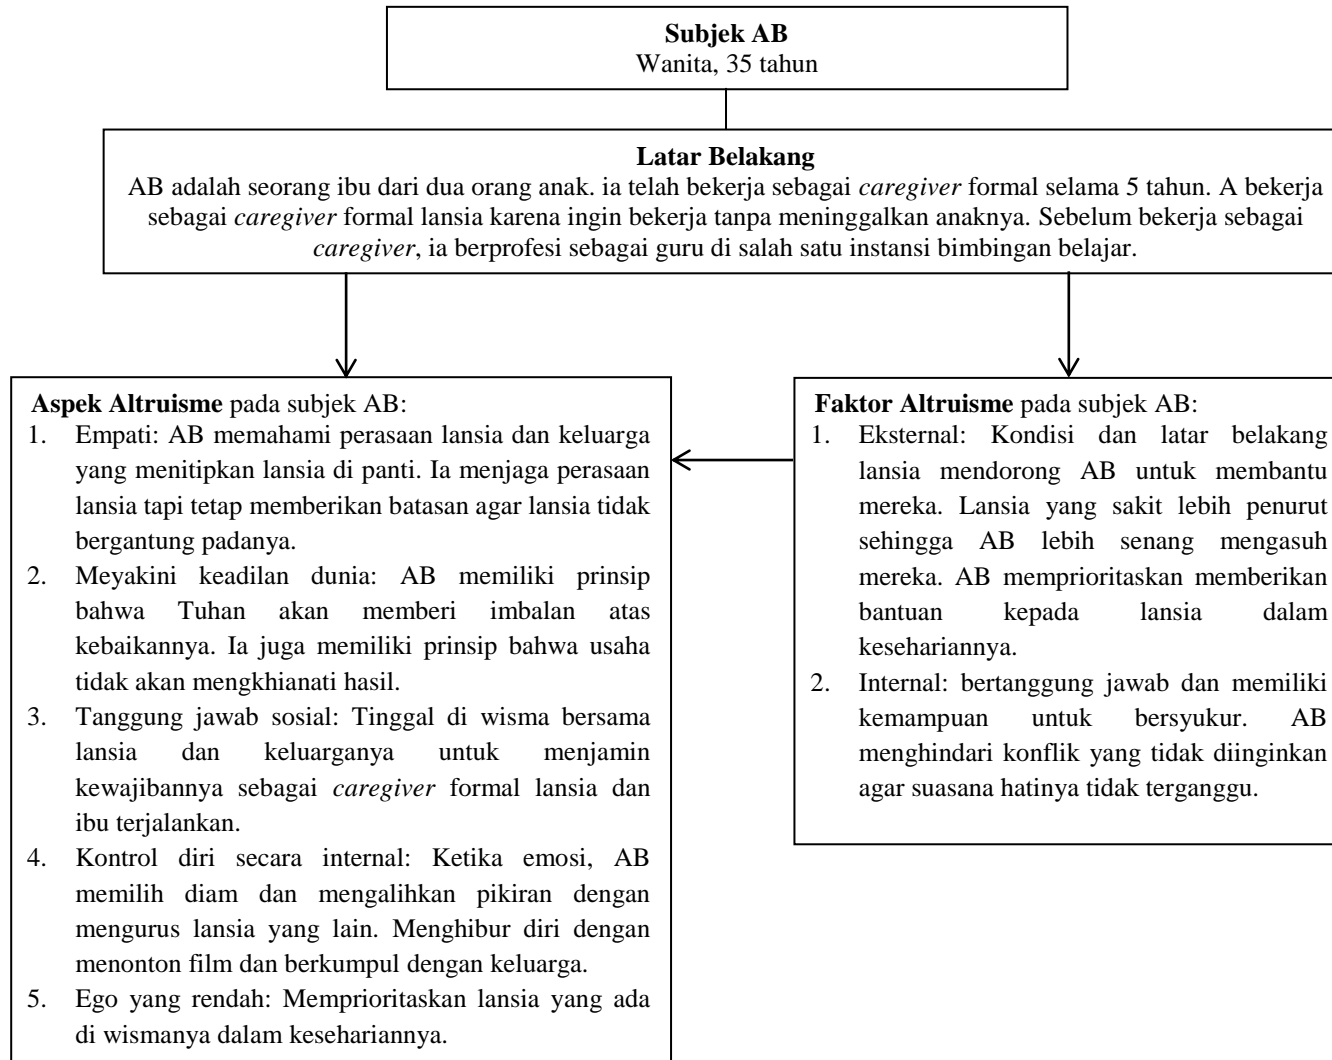 Subjek AB
Wanita, 35 tahun
Latar Belakang
AB adalah seorang ibu dari dua orang anak. ia telah bekerja sebagai caregiver formal selama 5 tahun. A bekerja
sebagai caregiver formal lansia karena ingin bekerja tanpa meninggalkan anaknya. Sebelum bekerja sebagai
caregiver, ia berprofesi sebagai guru di salah satu instansi bimbingan belajar.
Aspek Altruisme pada subjek AB:
1. Empati: AB memahami perasaan lansia dan keluarga
yang menitipkan lansia di panti. Ia menjaga perasaan
lansia tapi tetap memberikan batasan agar lansia tidak
bergantung padanya.
2. Meyakini keadilan dunia: AB memiliki prinsip
bahwa Tuhan akan memberi imbalan atas
kebaikannya. Ia juga memiliki prinsip bahwa usaha
tidak akan mengkhianati hasil.
3. Tanggung jawab sosial: Tinggal di wisma bersama
lansia dan keluarganya untuk menjamin
kewajibannya sebagai caregiver formal lansia dan
ibu terjalankan.
4. Kontrol diri secara internal: Ketika emosi, AB
memilih diam dan mengalihkan pikiran dengan
mengurus lansia yang lain. Menghibur diri dengan
menonton film dan berkumpul dengan keluarga.
5. Ego yang rendah: Memprioritaskan lansia yang ada
di wismanya dalam kesehariannya.
Faktor Altruisme pada subjek AB:
1. Eksternal: Kondisi dan latar belakang
lansia mendorong AB untuk membantu
mereka. Lansia yang sakit lebih penurut
sehingga AB lebih senang mengasuh
mereka. AB memprioritaskan memberikan
bantuan kepada lansia dalam
kesehariannya.
2. Internal: bertanggung jawab dan memiliki
kemampuan untuk bersyukur. AB
menghindari konflik yang tidak diinginkan
agar suasana hatinya tidak terganggu.